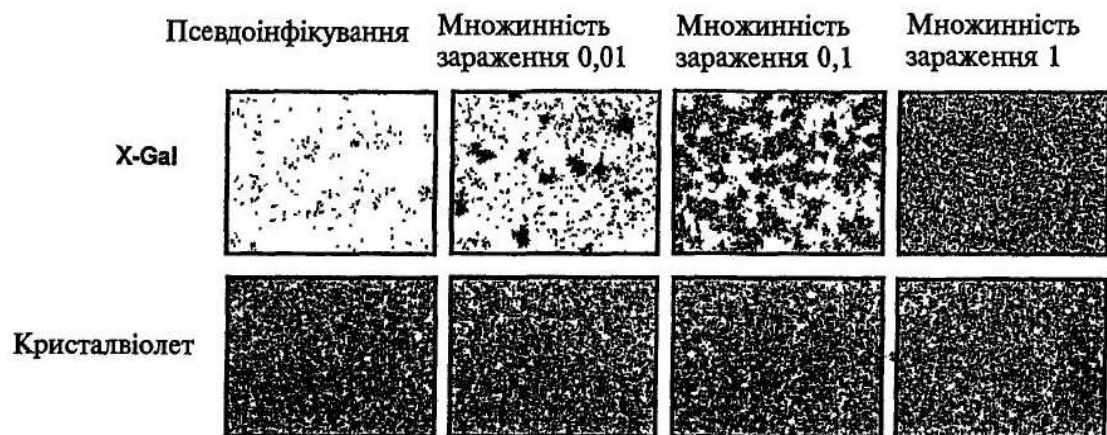 Псевдоінфікування
Множинність
зараження 0,01
Множинність
зараження 0,1
Множинність
зараження 1
X-Gal
Кристалвіолет